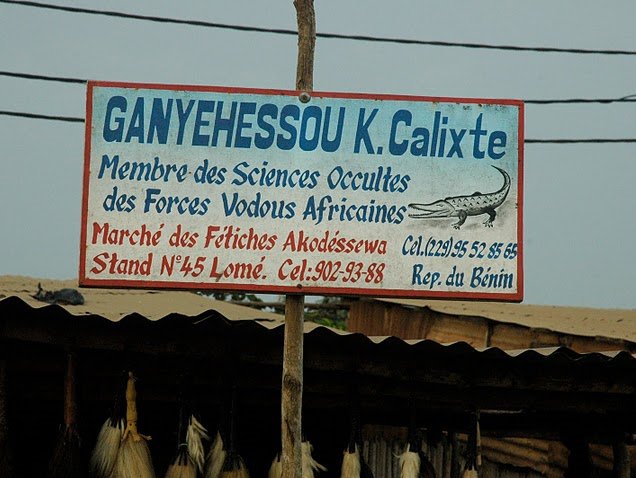 GANYEHESSOU K. Calixte
Membre des Sciences Occultes
des Forces Vodous Africaines
Marché des Fétiches Akodéssewa
Stand N°45 Lomé. Cel:902-93-88
Cel.(229) 95 52 85 65
Rep. du Bénin